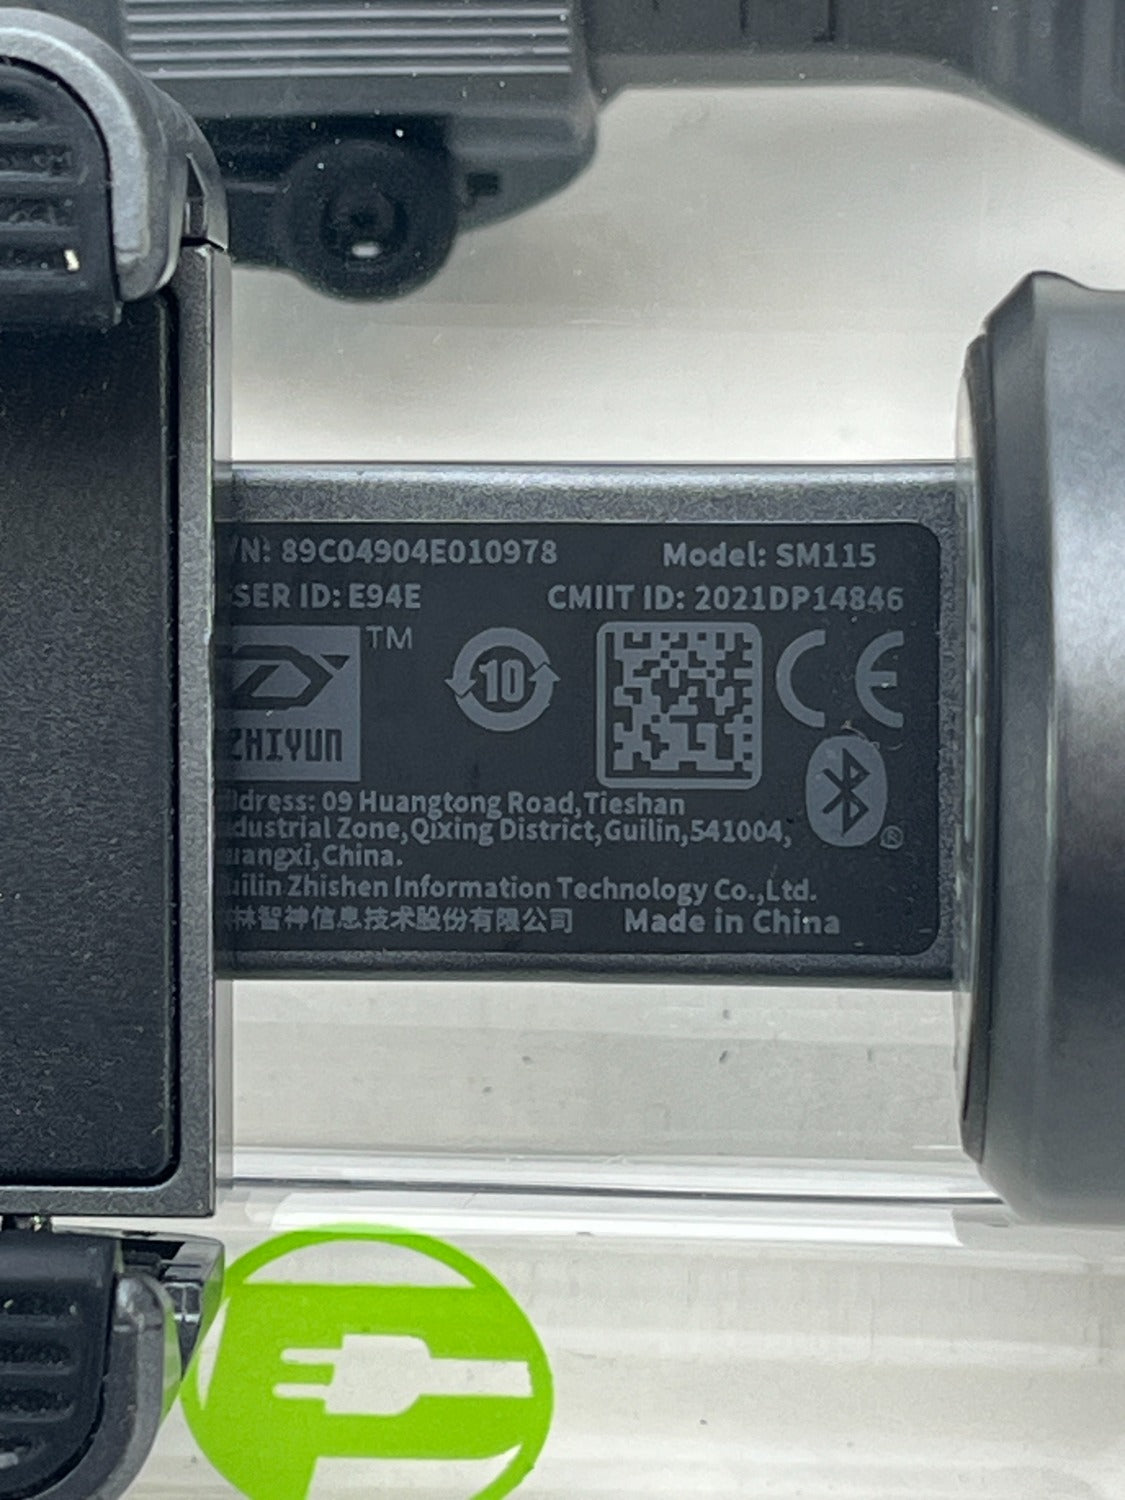 /N: 89C04904E010978 Model: SM115
SER ID: E94E CMIIT ID: 2021DP14846
TM
10
CE
ZHIYUN
ddress: 09 Huangtong Road,Tieshan
dustrial Zone,Qixing District,Guilin,541004,
uangxi,China.
®
uilin Zhishen Information Technology Co.,Ltd.
林智神信息技术股份有限公司 Made in China